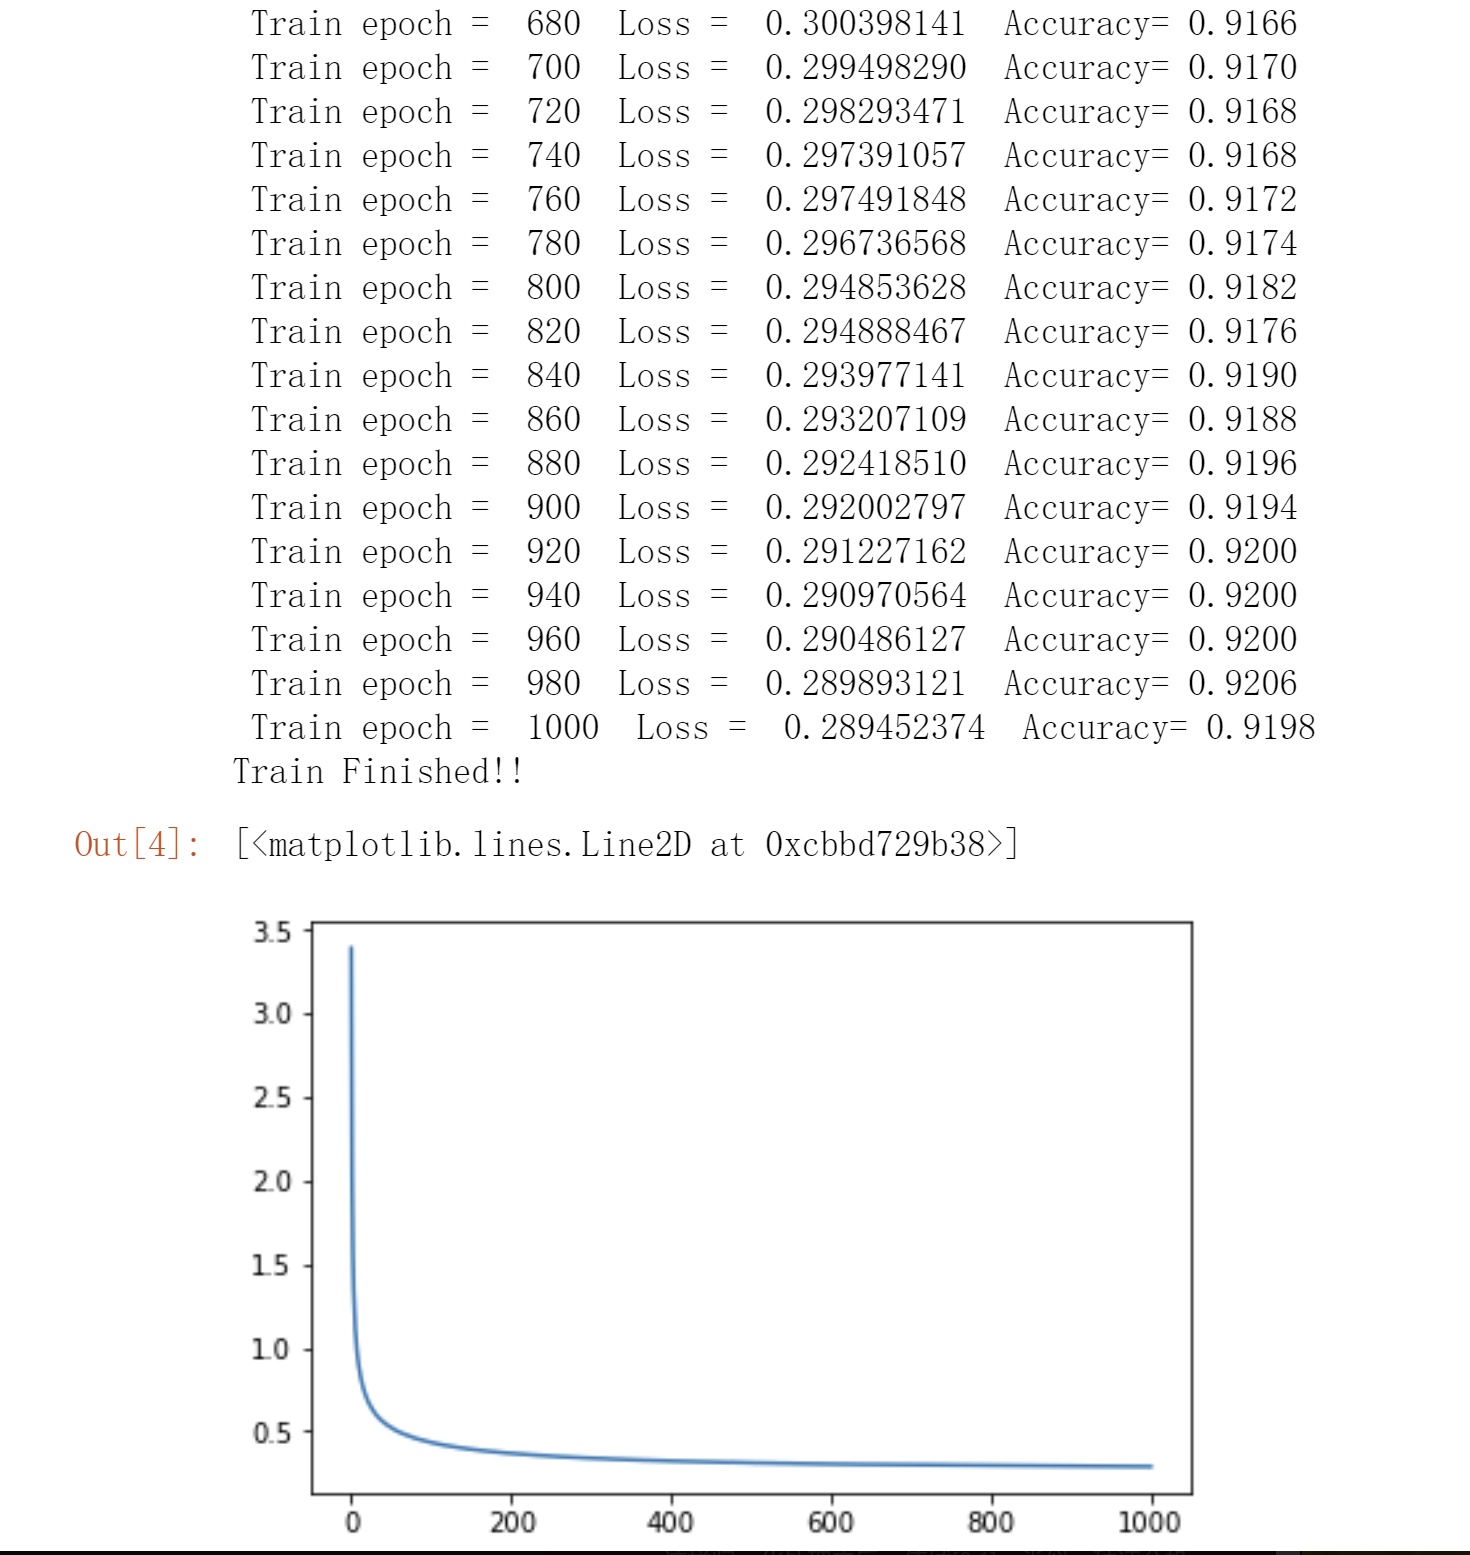 Train epoch = 680 Loss = 0.300398141 Accuracy= 0.9166
Train epoch = 700 Loss = 0.299498290 Accuracy= 0.9170
Train epoch = 720 Loss = 0.298293471 Accuracy= 0.9168
Train epoch = 740 Loss = 0.297391057 Accuracy= 0.9168
Train epoch = 760 Loss = 0.297491848 Accuracy= 0.9172
Train epoch = 780 Loss = 0.296736568 Accuracy= 0.9174
Train epoch = 800 Loss = 0.294853628 Accuracy= 0.9182
Train epoch = 820 Loss = 0.294888467 Accuracy= 0.9176
Train epoch = 840 Loss = 0.293977141 Accuracy= 0.9190
Train epoch = 860 Loss = 0.293207109 Accuracy= 0.9188
Train epoch = 880 Loss = 0.292418510 Accuracy= 0.9196
Train epoch = 900 Loss = 0.292002797 Accuracy= 0.9194
Train epoch = 920 Loss = 0.291227162 Accuracy= 0.9200
Train epoch = 940 Loss = 0.290970564 Accuracy= 0.9200
Train epoch = 960 Loss = 0.290486127 Accuracy= 0.9200
Train epoch = 980 Loss = 0.289893121 Accuracy= 0.9206
Train epoch = 1000 Loss = 0.289452374 Accuracy= 0.9198
Train Finished!!
Out[4]: [<matplotlib.lines.Line2D at 0xcbbd729b38>]
3.5
3.0
2.5
2.0
1.5
1.0
0.5
0 200 400 600 800 1000